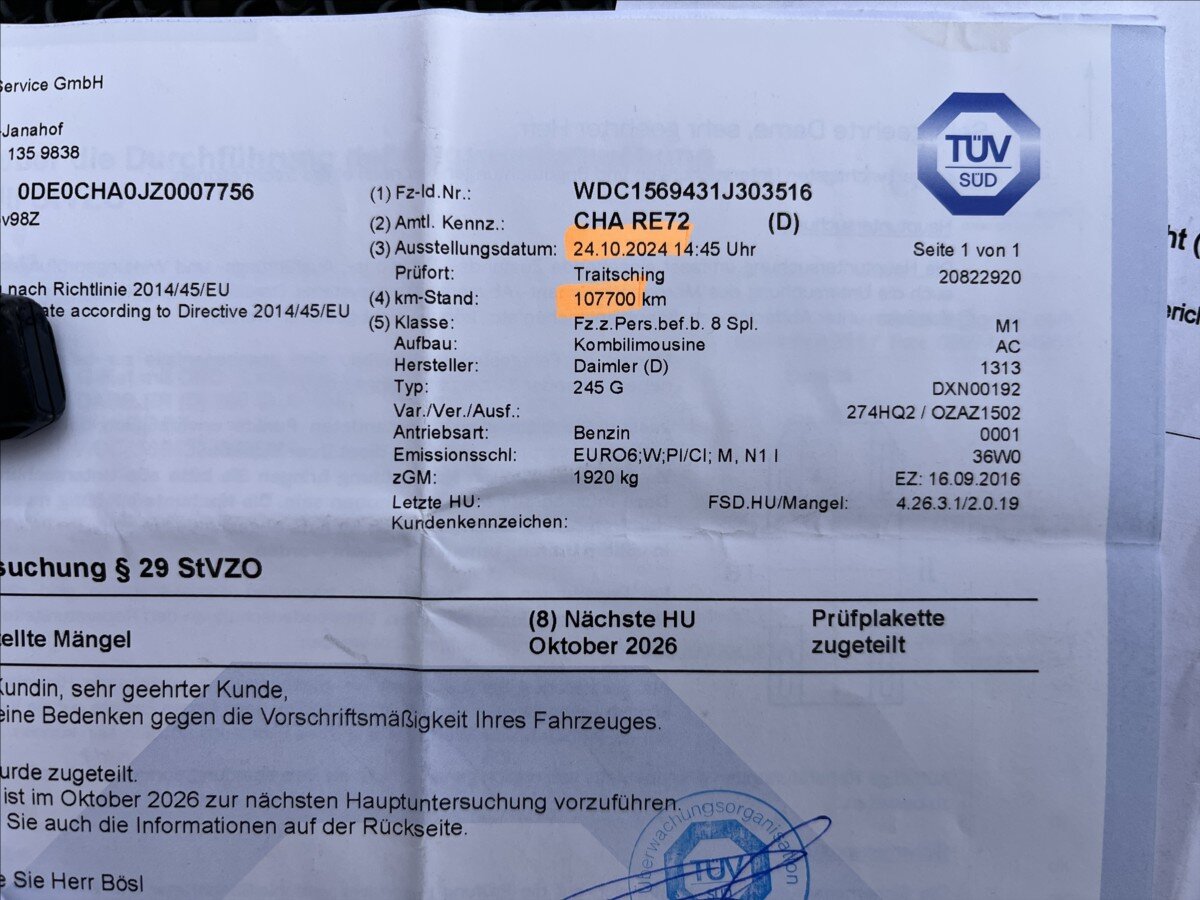 Service GmbH
-Janahof
135 9838
0DE0CHA0JZ0007756
v98Z
nach Richtlinie 2014/45/EU
ate according to Directive 2014/45/EU
TÜV
SÜD
(1) Fz-Id.Nr.: WDC1569431J303516
(2) Amtl. Kennz.: CHA RE72 (D)
(3) Ausstellungsdatum: 24.10.2024 14:45 Uhr Seite 1 von 1
Prüfort: Traitsching 20822920
(4) km-Stand: 107700 km
(5) Klasse: Fz.z.Pers.bef.b. 8 Spl. M1
Aufbau: Kombilimousine AC
Hersteller: Daimler (D) 1313
Typ: 245 G DXN00192
Var./Ver./Ausf.: 274HQ2 / OZAZ1502
Antriebsart: Benzin 0001
Emissionsschl: EURO6;W;PI/CI; M, N1 I 36W0
zGM: 1920 kg EZ: 16.09.2016
Letzte HU: FSD.HU/Mangel: 4.26.3.1/2.0.19
Kundenkennzeichen:
suchung § 29 StVZO
tellte Mängel
(8) Nächste HU
Oktober 2026
Prüfplakette
zugeteilt
Kundin, sehr geehrter Kunde,
eine Bedenken gegen die Vorschriftsmäßigkeit Ihres Fahrzeuges.
urde zugeteilt.
ist im Oktober 2026 zur nächsten Hauptuntersuchung vorzuführen.
Sie auch die Informationen auf der Rückseite.
e Sie Herr Bösl
Überwachungsorganisation
TÜV
ht (
erich